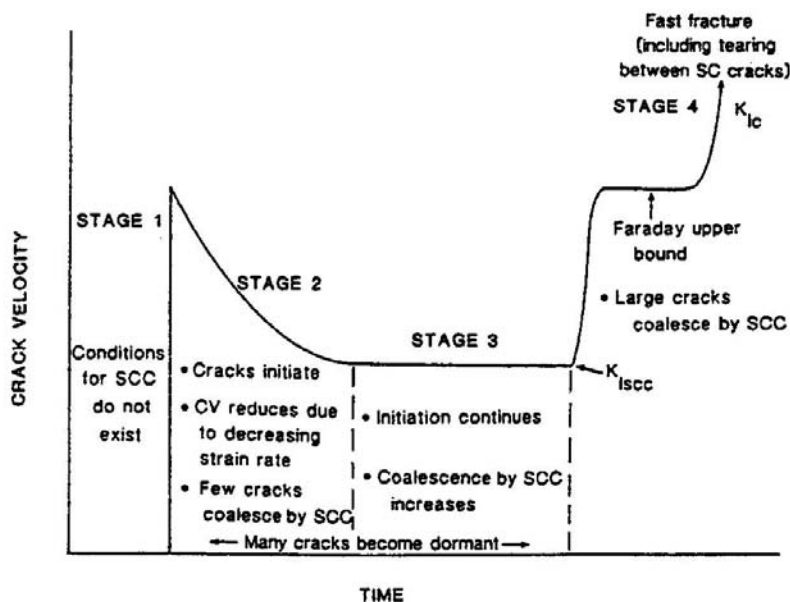 Fast fracture
(including tearing
between SC cracks)
STAGE 4
K Ic
STAGE 1
Faraday upper
bound
STAGE 2
• Large cracks
coalesce by SCC
STAGE 3
K Iscc
Conditions
for SCC
do not
exist
• Cracks initiate
• CV reduces due
to decreasing
strain rate
• Few cracks
coalesce by SCC
• Initiation continues
• Coalescence by SCC
increases
← Many cracks become dormant →
CRACK VELOCITY
TIME